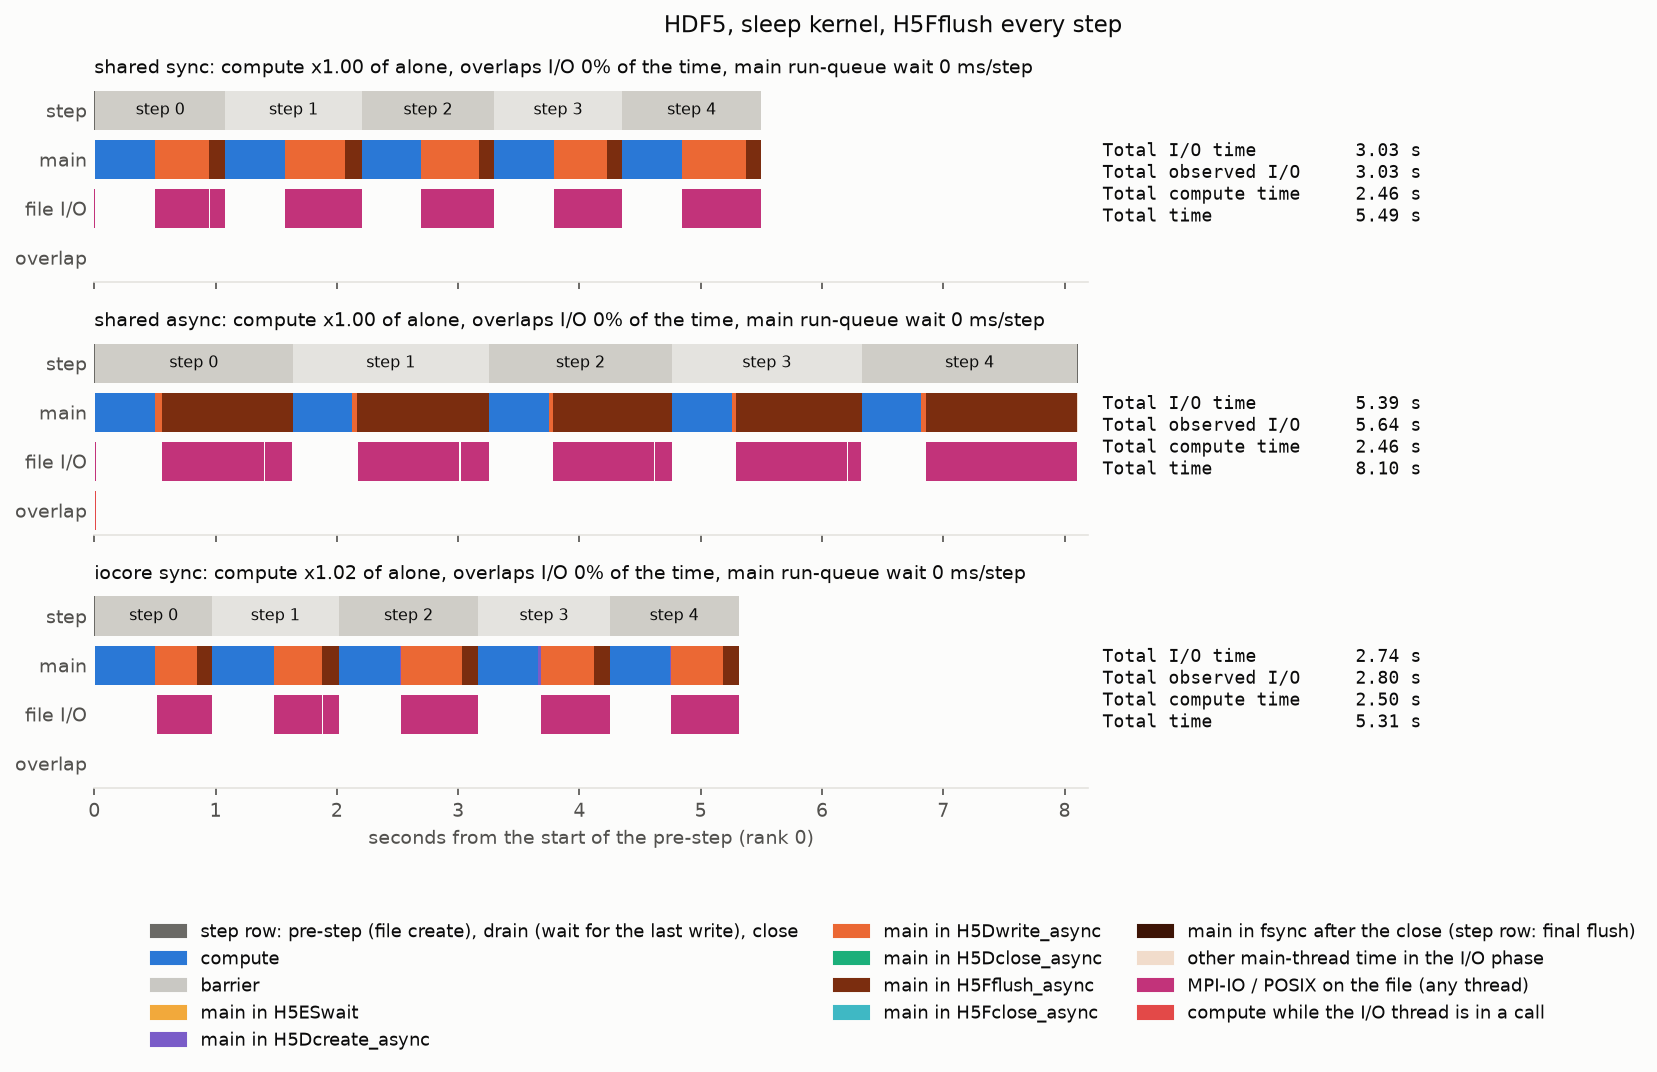 HDF5, sleep kernel, H5Fflush every step
shared sync: compute x1.00 of alone, overlaps I/O 0% of the time, main run-queue wait 0 ms/step
step
step 0 step 1 step 2 step 3 step 4
main
file I/O
overlap
Total I/O time 3.03 s
Total observed I/O 3.03 s
Total compute time 2.46 s
Total time 5.49 s
shared async: compute x1.00 of alone, overlaps I/O 0% of the time, main run-queue wait 0 ms/step
step
step 0 step 1 step 2 step 3 step 4
main
file I/O
overlap
Total I/O time 5.39 s
Total observed I/O 5.64 s
Total compute time 2.46 s
Total time 8.10 s
iocore sync: compute x1.02 of alone, overlaps I/O 0% of the time, main run-queue wait 0 ms/step
step
step 0 step 1 step 2 step 3 step 4
main
file I/O
overlap
Total I/O time 2.74 s
Total observed I/O 2.80 s
Total compute time 2.50 s
Total time 5.31 s
0 1 2 3 4 5 6 7 8
seconds from the start of the pre-step (rank 0)
step row: pre-step (file create), drain (wait for the last write), close
compute
barrier
main in H5ESwait
main in H5Dcreate_async
main in H5Dwrite_async
main in H5Dclose_async
main in H5Fflush_async
main in H5Fclose_async
main in fsync after the close (step row: final flush)
other main-thread time in the I/O phase
MPI-IO / POSIX on the file (any thread)
compute while the I/O thread is in a call